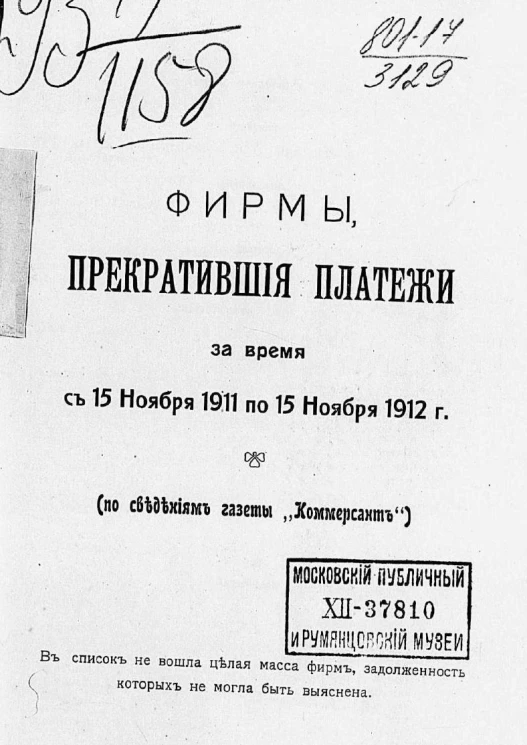 1158
801-17
3129
ФИРМЫ,
ПРЕКРАТИВШІЯ ПЛАТЕЖИ
за время
съ 15 Ноября 1911 по 15 Ноября 1912 г.
(по свѣдѣніямъ газеты „Коммерсантъ“)
МОСКОВСКІЙ ПУБЛИЧНЫЙ
XII-37810
И РУМЯНЦОВСКІЙ МУЗЕИ
Въ списокъ не вошла цѣлая масса фирмъ, задолженность
которыхъ не могла быть выяснена.